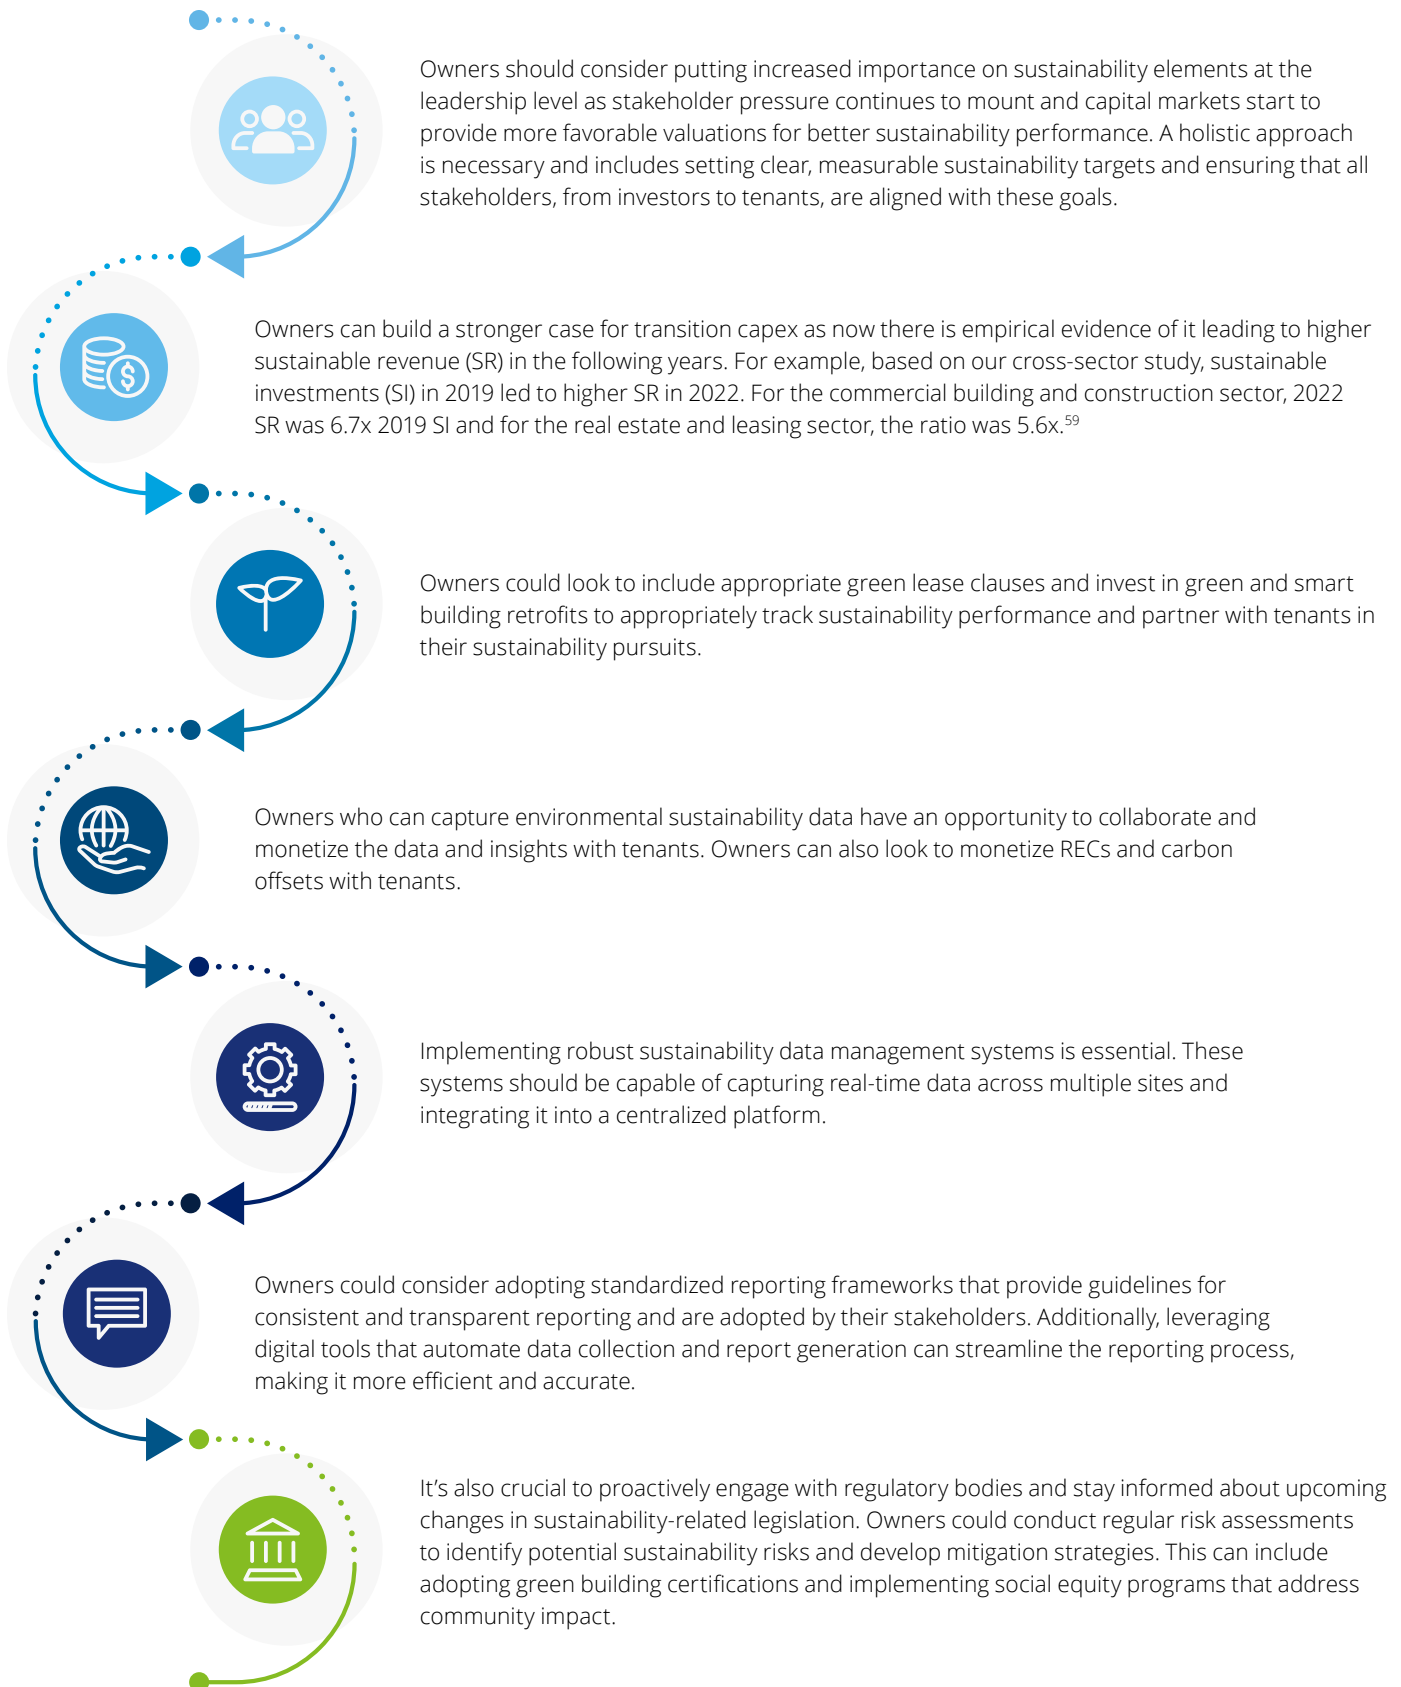 Owners should consider putting increased importance on sustainability elements at the
leadership level as stakeholder pressure continues to mount and capital markets start to
provide more favorable valuations for better sustainability performance. A holistic approach
is necessary and includes setting clear, measurable sustainability targets and ensuring that all
stakeholders, from investors to tenants, are aligned with these goals.
Owners can build a stronger case for transition capex as now there is empirical evidence of it leading to higher
sustainable revenue (SR) in the following years. For example, based on our cross-sector study, sustainable
investments (SI) in 2019 led to higher SR in 2022. For the commercial building and construction sector, 2022
SR was 6.7x 2019 SI and for the real estate and leasing sector, the ratio was 5.6x.59
Owners could look to include appropriate green lease clauses and invest in green and smart
building retrofits to appropriately track sustainability performance and partner with tenants in
their sustainability pursuits.
Owners who can capture environmental sustainability data have an opportunity to collaborate and
monetize the data and insights with tenants. Owners can also look to monetize RECs and carbon
offsets with tenants.
Implementing robust sustainability data management systems is essential. These
systems should be capable of capturing real-time data across multiple sites and
integrating it into a centralized platform.
Owners could consider adopting standardized reporting frameworks that provide guidelines for
consistent and transparent reporting and are adopted by their stakeholders. Additionally, leveraging
digital tools that automate data collection and report generation can streamline the reporting process,
making it more efficient and accurate.
It’s also crucial to proactively engage with regulatory bodies and stay informed about upcoming
changes in sustainability-related legislation. Owners could conduct regular risk assessments
to identify potential sustainability risks and develop mitigation strategies. This can include
adopting green building certifications and implementing social equity programs that address
community impact.